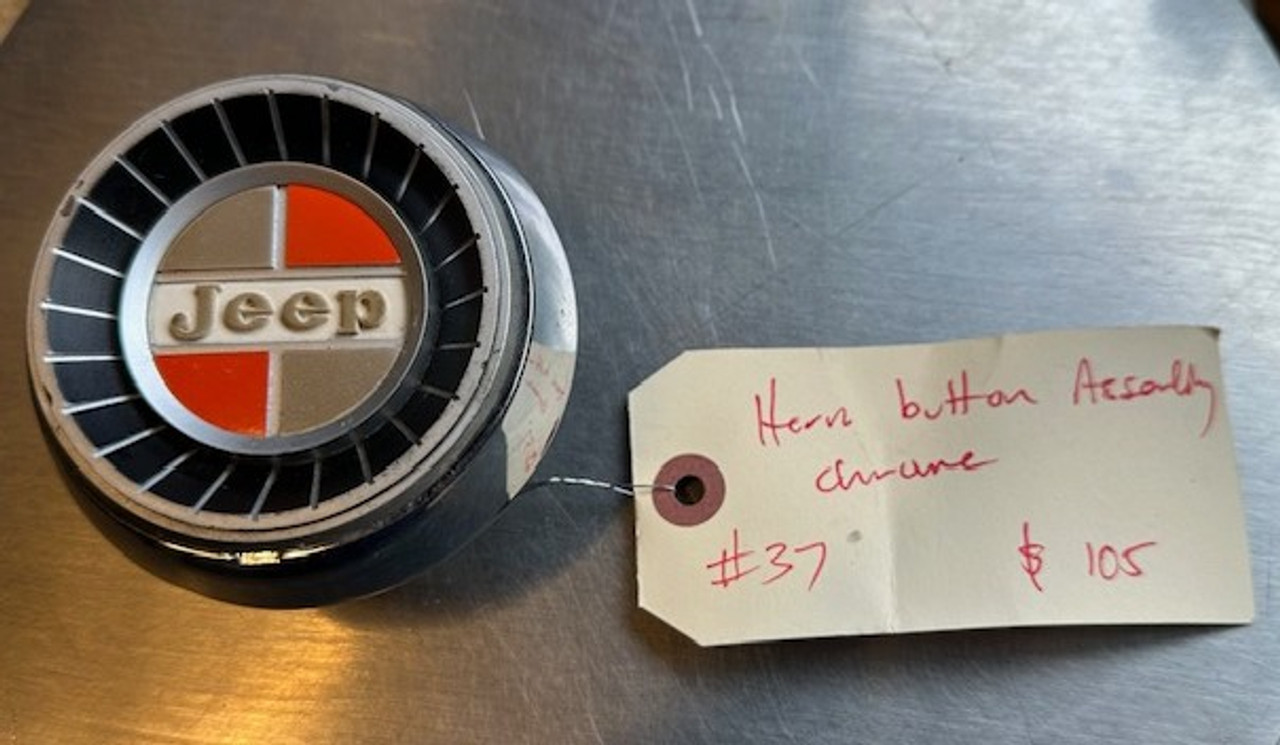 Jeep
Horn button Assembly
chrome
#37 $ 105